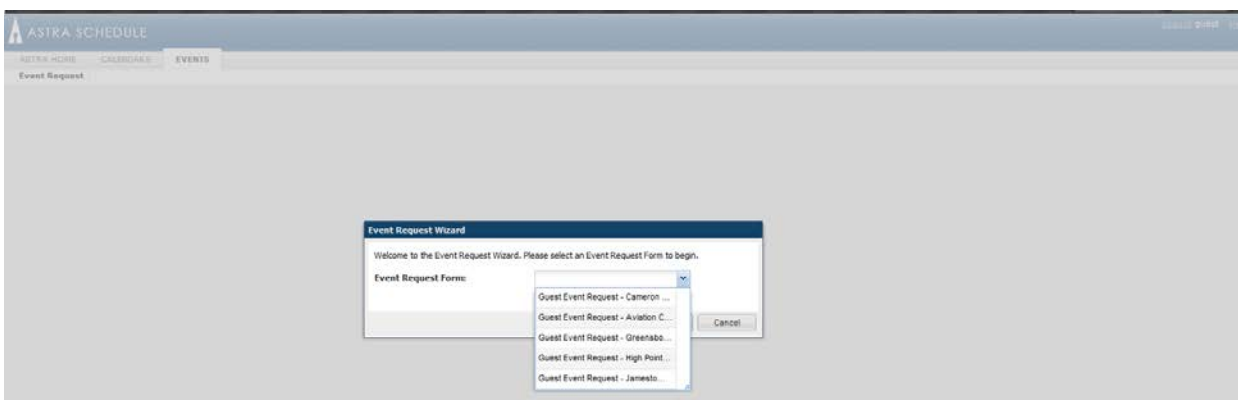 ASTRA SCHEDULE
guest
ASTRA HOME CALENDARS EVENTS
Event Request
Event Request Wizard
Welcome to the Event Request Wizard. Please select an Event Request Form to begin.
Event Request Form:
Guest Event Request - Cameron ...
Guest Event Request - Aviation C...
Cancel
Guest Event Request - Greensbo...
Guest Event Request - High Point...
Guest Event Request - Jamesto...